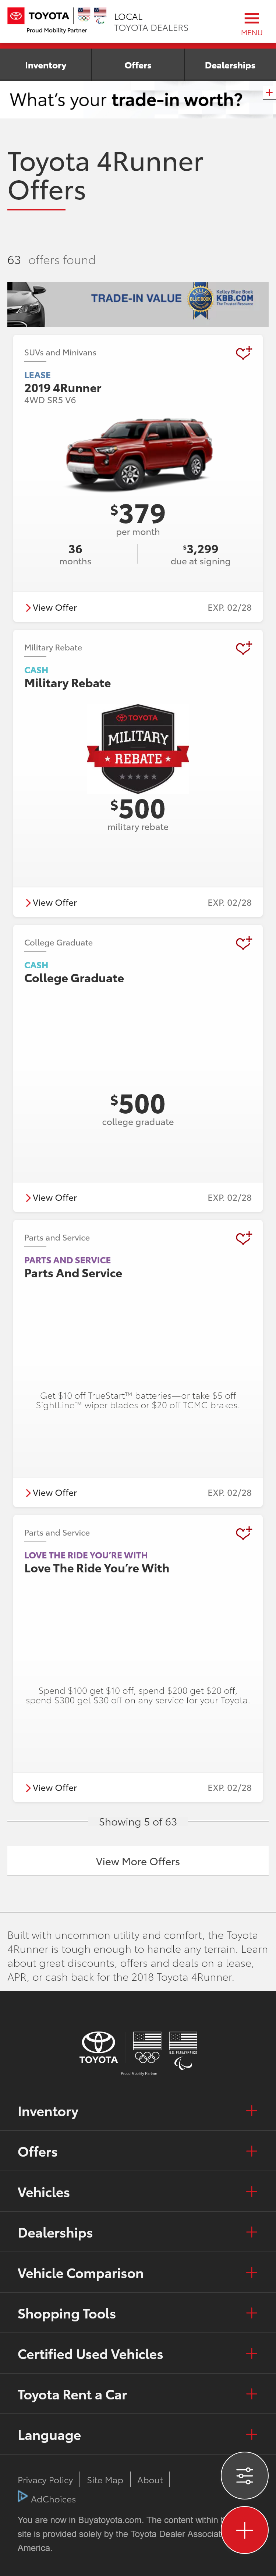 TOYOTA
Proud Mobility Partner
LOCAL
TOYOTA DEALERS
MENU
Inventory
Offers
Dealerships
What's your trade-in worth?
Toyota 4Runner
Offers
63 offers found
TRADE-IN VALUE
Kelley Blue Book
KBB.COM
The Trusted Resource
SUVs and Minivans
LEASE
2019 4Runner
4WD SR5 V6
$379
per month
36
months
$3,299
due at signing
View Offer
EXP. 02/28
Military Rebate
CASH
Military Rebate
TOYOTA
MILITARY
REBATE
$500
military rebate
View Offer
EXP. 02/28
College Graduate
CASH
College Graduate
$500
college graduate
View Offer
EXP. 02/28
Parts and Service
PARTS AND SERVICE
Parts And Service
Get $10 off TrueStart™ batteries—or take $5 off
SightLine™ wiper blades or $20 off TCMC brakes.
View Offer
EXP. 02/28
Parts and Service
LOVE THE RIDE YOU'RE WITH
Love The Ride You're With
Spend $100 get $10 off, spend $200 get $20 off,
spend $300 get $30 off on any service for your Toyota.
View Offer
EXP. 02/28
Showing 5 of 63
View More Offers
Built with uncommon utility and comfort, the Toyota
4Runner is tough enough to handle any terrain. Learn
about great discounts, offers and deals on a lease,
APR, or cash back for the 2018 Toyota 4Runner.
TOYOTA
U.S. PARALYMPICS
Proud Mobility Partner
Inventory
Offers
Vehicles
Dealerships
Vehicle Comparison
Shopping Tools
Certified Used Vehicles
Toyota Rent a Car
Language
Privacy Policy
Site Map
About
AdChoices
You are now in Buyatoyota.com. The content within
site is provided solely by the Toyota Dealer Associat
America.